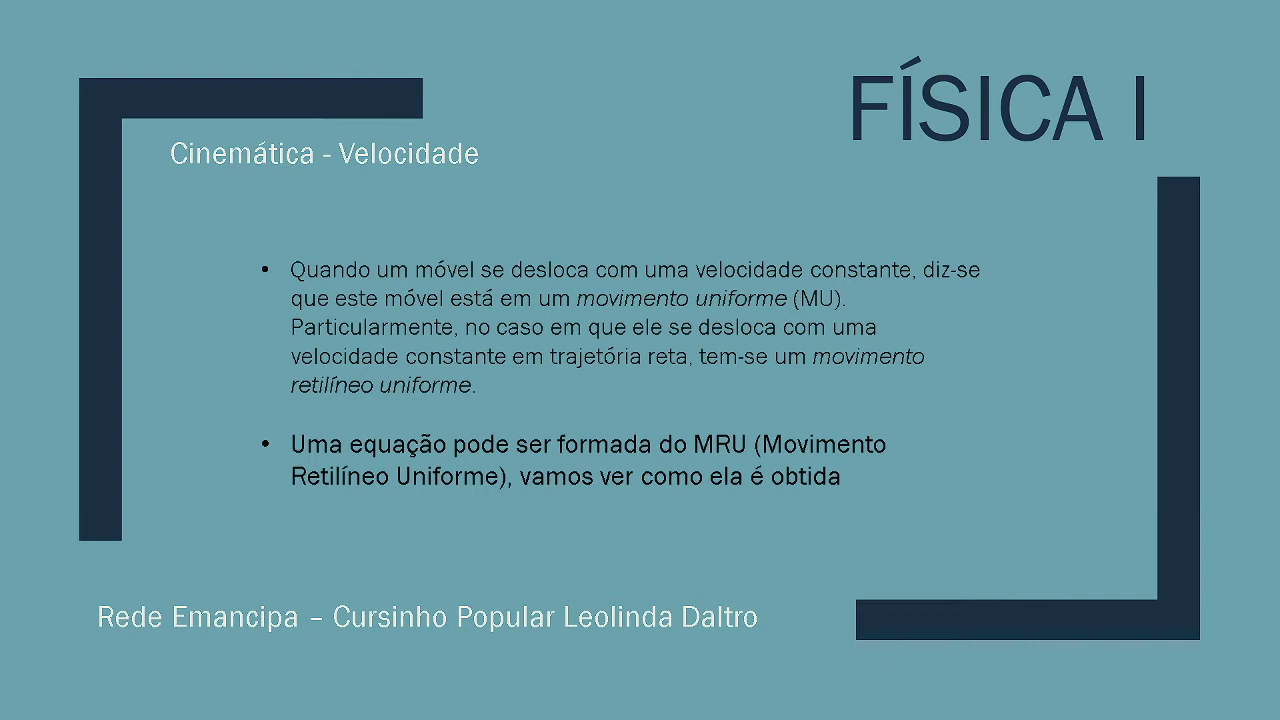 FÍSICA I
Cinemática - Velocidade
• Quando um móvel se desloca com uma velocidade constante, diz-se
que este móvel está em um movimento uniforme (MU).
Particularmente, no caso em que ele se desloca com uma
velocidade constante em trajetória reta, tem-se um movimento
retilíneo uniforme.
• Uma equação pode ser formada do MRU (Movimento
Retilíneo Uniforme), vamos ver como ela é obtida
Rede Emancipa – Cursinho Popular Leolinda Daltro